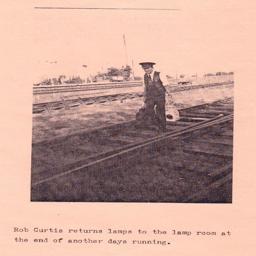 Rob Curtis returns lamps to the lamp room at
the end of another days running.